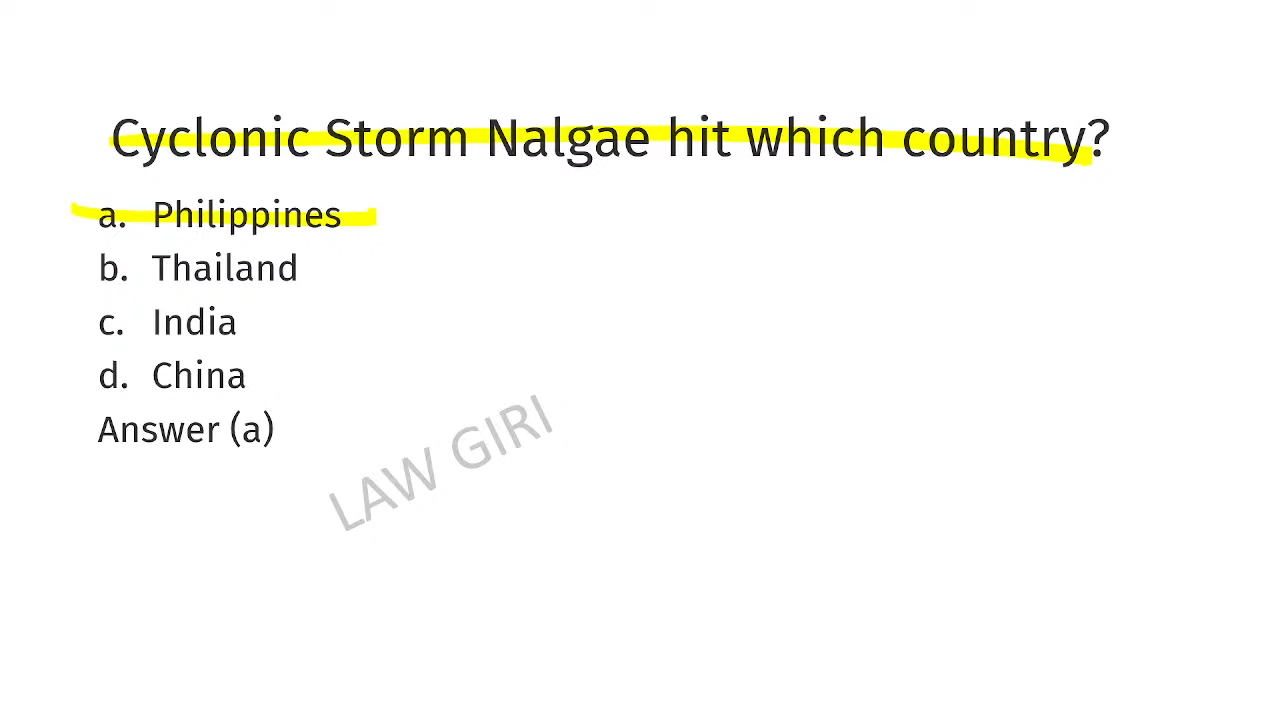 Cyclonic Storm Nalgae hit which country?
a. Philippines
b. Thailand
c. India
d. China
Answer (a)
LAW GIRI